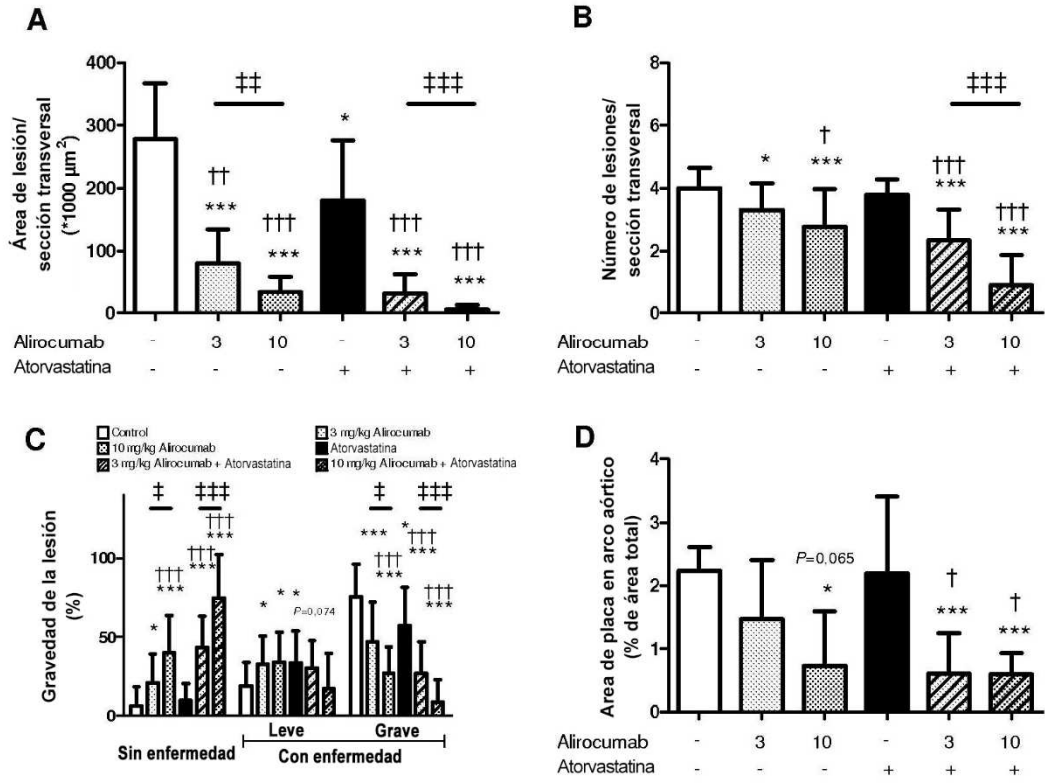 A
Área de lesión/
sección transversal
(*1000 µm²)
400
300
200
100
0
‡‡
‡‡‡
††
***
†††
***
*
†††
***
†††
***
Alirocumab - 3 10 - 3 10
Atorvastatina - - - + + +
B
Número de lesiones/
sección transversal
8
6
4
2
0
‡‡‡
*
†
***
†††
***
†††
***
Alirocumab - 3 10 - 3 10
Atorvastatina - - - + + +
C
Control
3 mg/kg Alirocumab
10 mg/kg Alirocumab
Atorvastatina
3 mg/kg Alirocumab + Atorvastatina
10 mg/kg Alirocumab + Atorvastatina
Gravedad de la lesión
(%)
100
50
0
‡
‡‡‡
*
†††
***
†††
***
†††
***
* * *
P=0,074
‡
‡‡‡
***
†††
***
*
†††
***
†††
***
Leve
Grave
Sin enfermedad
Con enfermedad
D
Area de placa en arco aórtico
(% de área total)
4
3
2
1
0
P=0,065
*
†
***
†
***
Alirocumab - 3 10 - 3 10
Atorvastatina - - - + + +